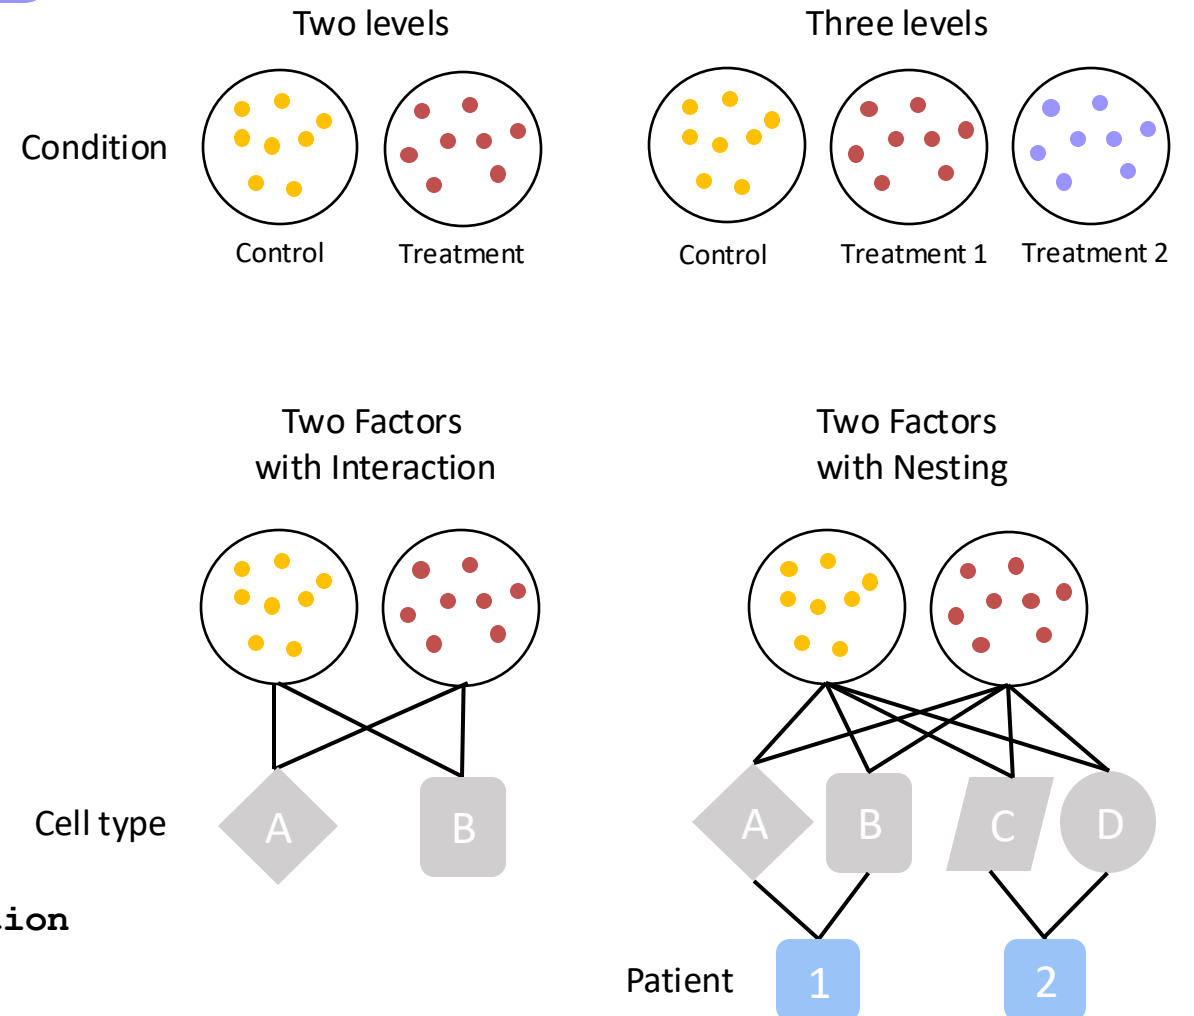 Two levels
Three levels
Condition
Control
Treatment
Control
Treatment 1
Treatment 2
Two Factors
with Interaction
Two Factors
with Nesting
Cell type
A
B
A
B
C
D
ion
Patient
1
2